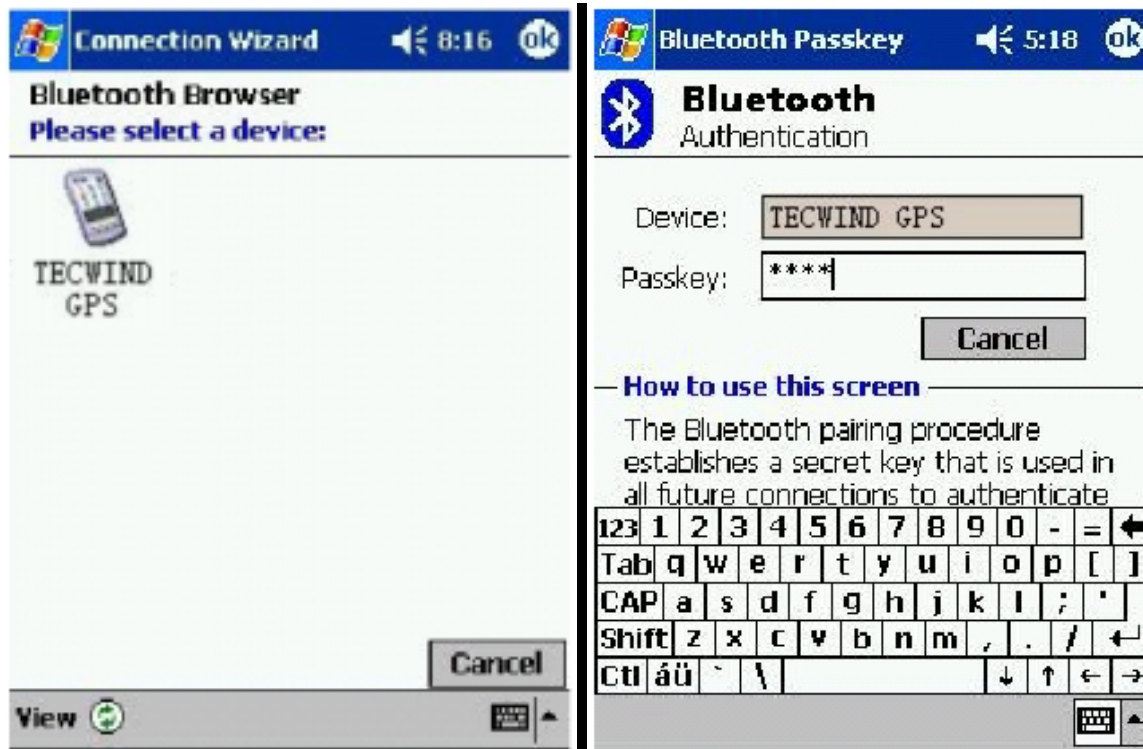 Connection Wizard 8:16 ok
Bluetooth Browser
Please select a device:
TECWIND
GPS
Cancel
View
Bluetooth Passkey 5:18 ok
Bluetooth
Authentication
Device: TECWIND GPS
Passkey: ****
Cancel
How to use this screen
The Bluetooth pairing procedure
establishes a secret key that is used in
all future connections to authenticate
123 1 2 3 4 5 6 7 8 9 0 - = ←
Tab q w e r t y u i o p [ ]
CAP a s d f g h j k l ; '
Shift z x c v b n m , . / ↵
Ctl áü ` \ ↓ ↑ ← →